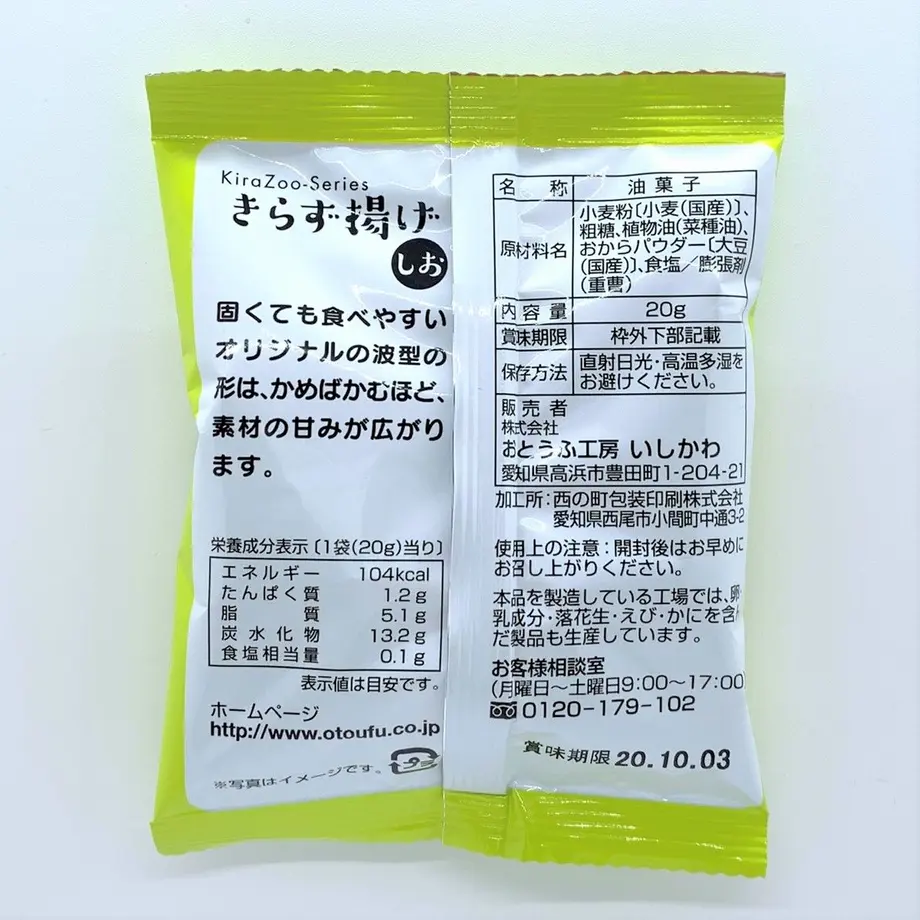 KiraZoo-Series
きらず揚げ
しお
固くても食べやすい
オリジナルの波型の
形は、かめばかむほど、
素材の甘みが広がり
ます。
栄養成分表示〔1袋(20g)当り〕
エネルギー 104kcal
たんぱく質 1.2g
脂質 5.1g
炭水化物 13.2g
食塩相当量 0.1g
表示値は目安です。
ホームページ
http://www.otoufu.co.jp
※写真はイメージです。
プラ
名称 油菓子
原材料名
小麦粉〔小麦(国産)〕、
粗糖、植物油(菜種油)、
おからパウダー〔大豆
(国産)〕、食塩／膨張剤
(重曹)
内容量 20g
賞味期限 枠外下部記載
保存方法
直射日光・高温多湿を
お避けください。
販売者
株式会社
おとうふ工房 いしかわ
愛知県高浜市豊田町1-204-21
加工所：西の町包装印刷株式会社
愛知県西尾市小間町中通3-2
使用上の注意：開封後はお早めに
お召し上がりください。
本品を製造している工場では、卵・
乳成分・落花生・えび・かにを含ん
だ製品も生産しています。
お客様相談室
(月曜日～土曜日9:00～17:00)
0120-179-102
賞味期限 20.10.03